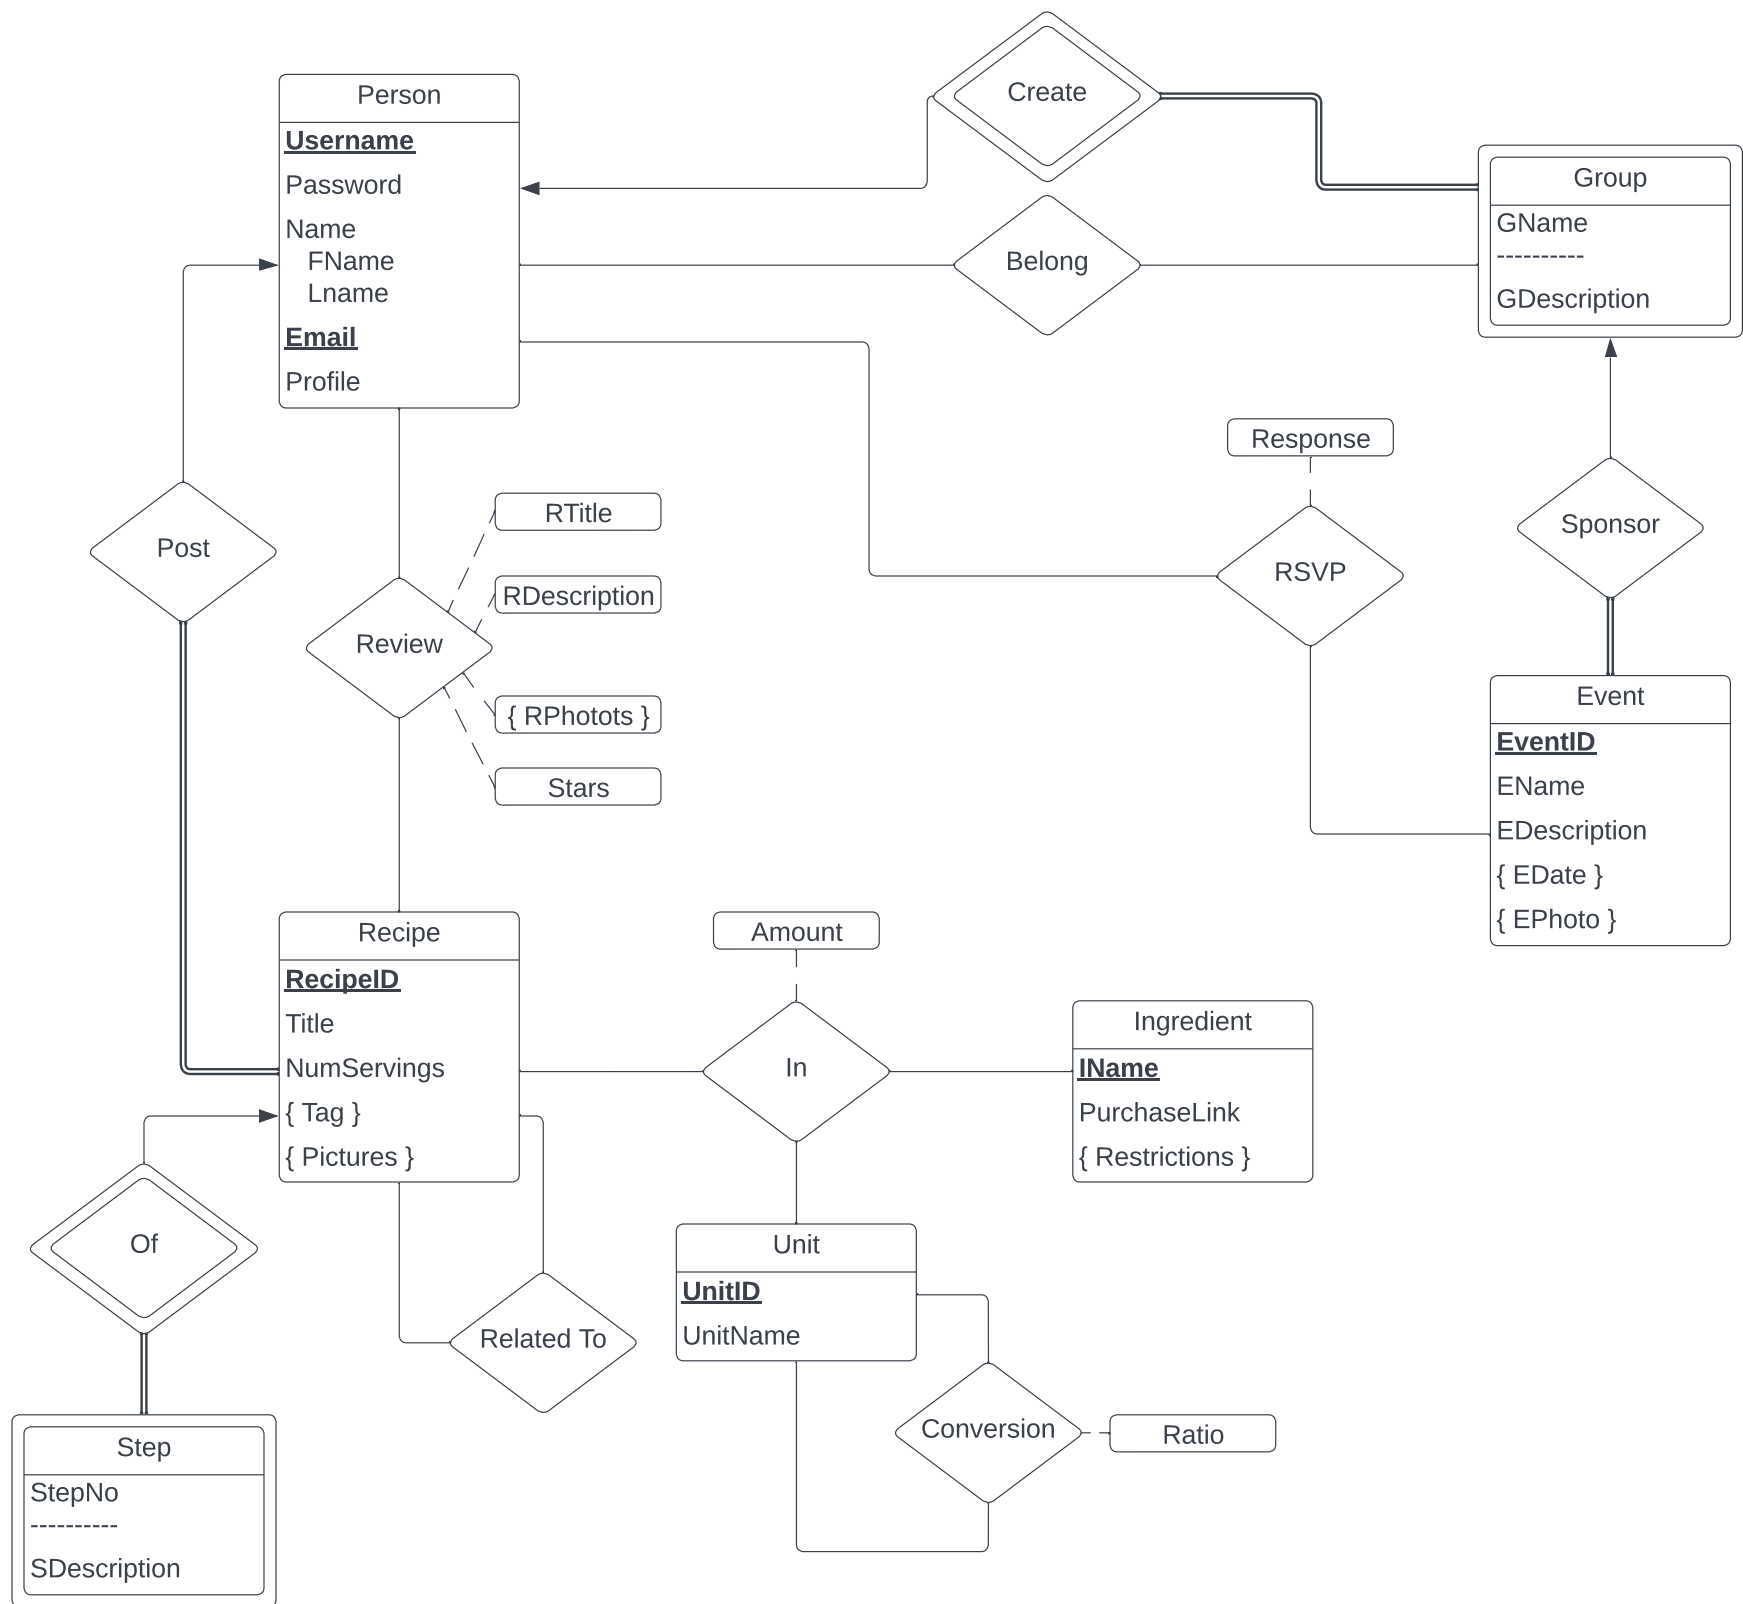 Person
Username
Password
Name
FName
Lname
Email
Profile
Create
Belong
Group
GName
----------
GDescription
Post
Review
RTitle
RDescription
{ RPhotots }
Stars
Response
RSVP
Sponsor
Event
EventID
EName
EDescription
{ EDate }
{ EPhoto }
Recipe
RecipeID
Title
NumServings
{ Tag }
{ Pictures }
Amount
In
Ingredient
IName
PurchaseLink
{ Restrictions }
Of
Related To
Unit
UnitID
UnitName
Conversion
Ratio
Step
StepNo
----------
SDescription